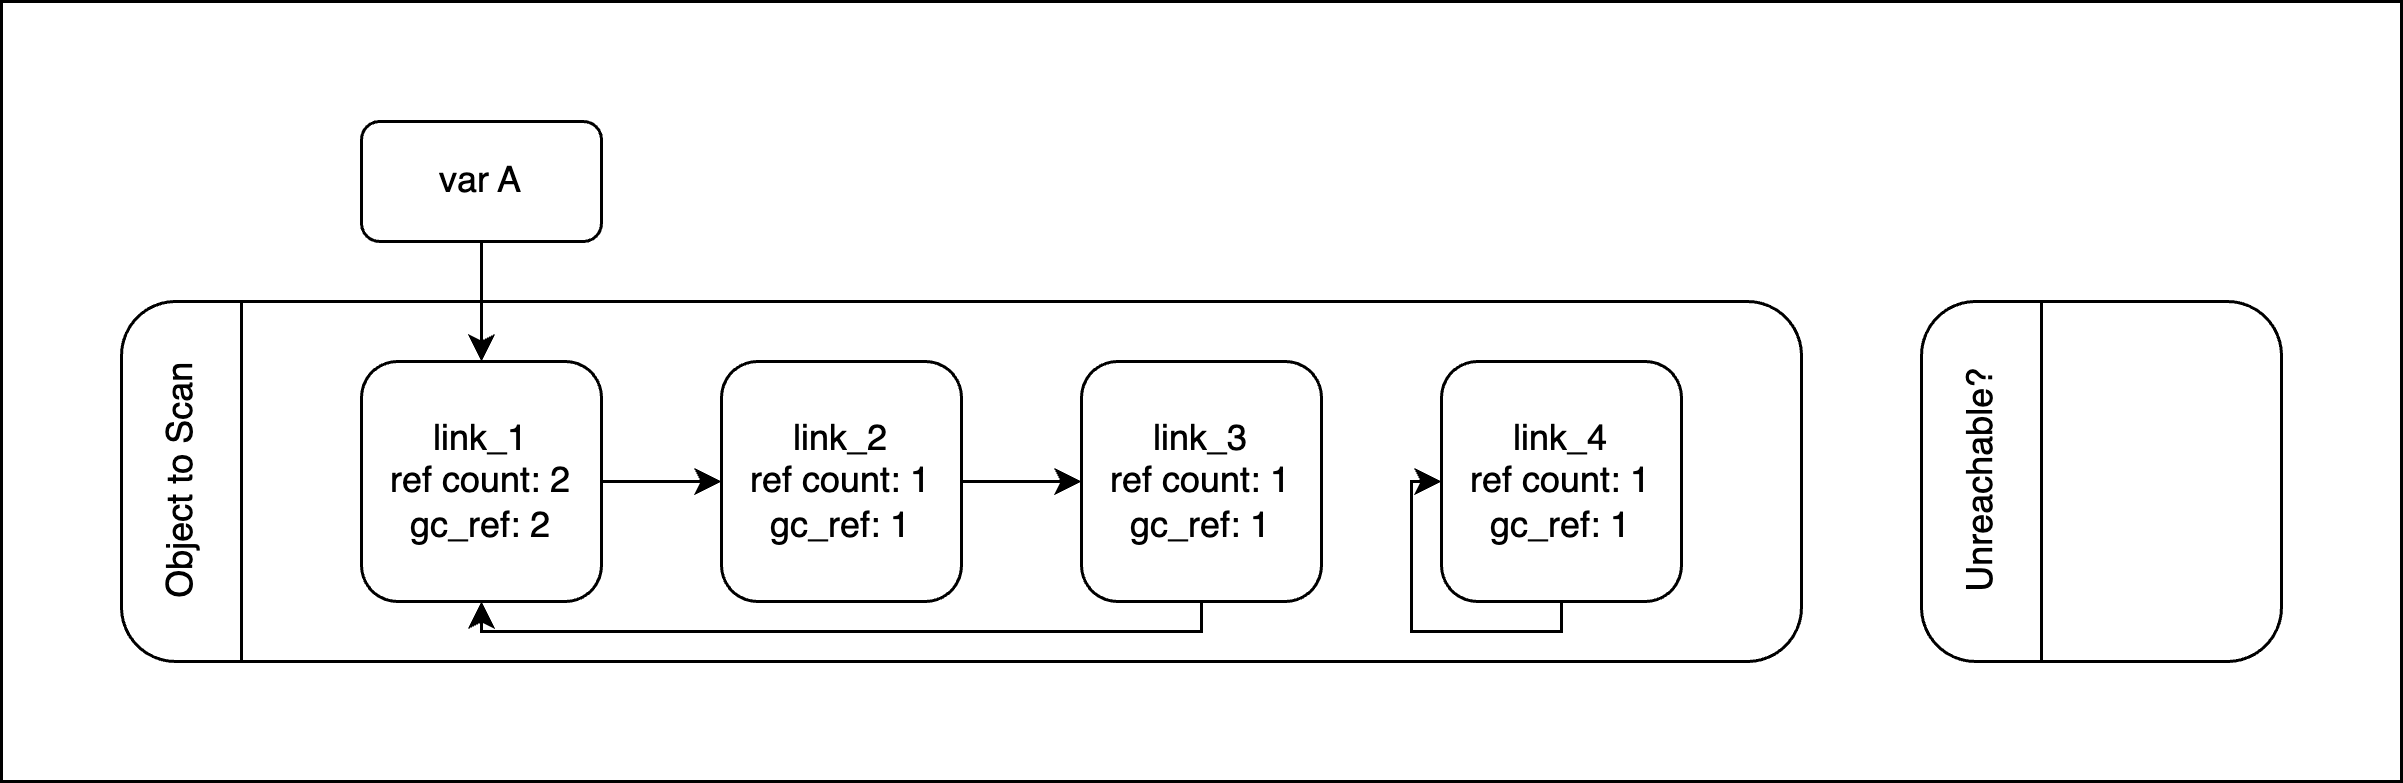 var A
Object to Scan
link_1
ref count: 2
gc_ref: 2
link_2
ref count: 1
gc_ref: 1
link_3
ref count: 1
gc_ref: 1
link_4
ref count: 1
gc_ref: 1
Unreachable?